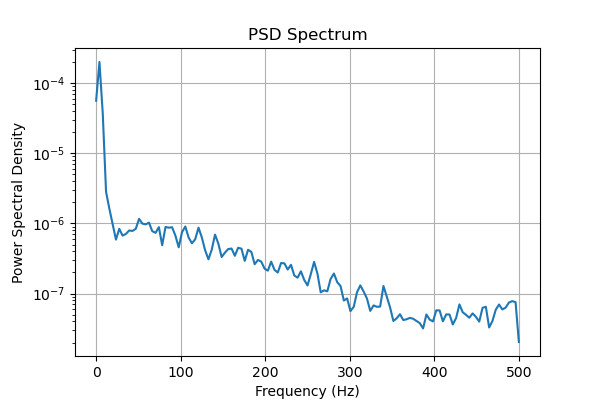 PSD Spectrum
Power Spectral Density
10⁻⁴
10⁻⁵
10⁻⁶
10⁻⁷
0 100 200 300 400 500
Frequency (Hz)